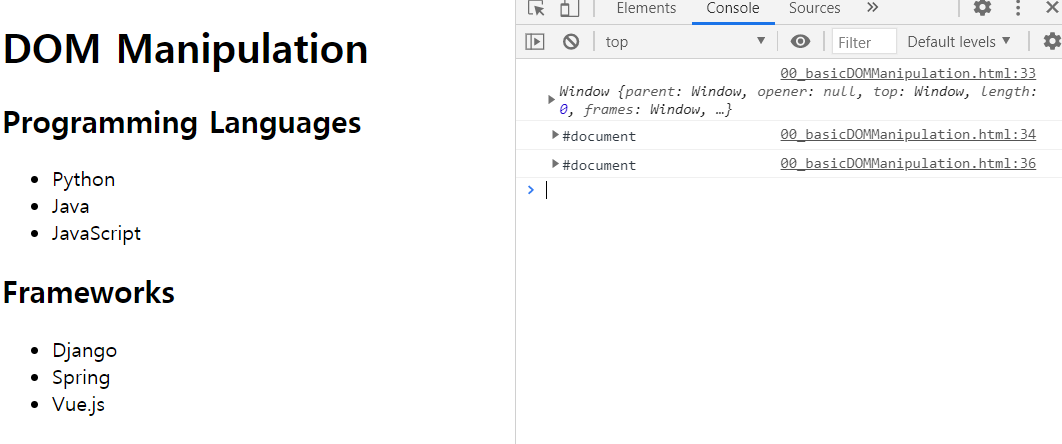 DOM Manipulation
Programming Languages
Python
Java
JavaScript
Frameworks
Django
Spring
Vue.js
Elements Console Sources »
top Filter Default levels
00_basicDOMManipulation.html:33
Window {parent: Window, opener: null, top: Window, length:
0, frames: Window, …}
#document 00_basicDOMManipulation.html:34
#document 00_basicDOMManipulation.html:36